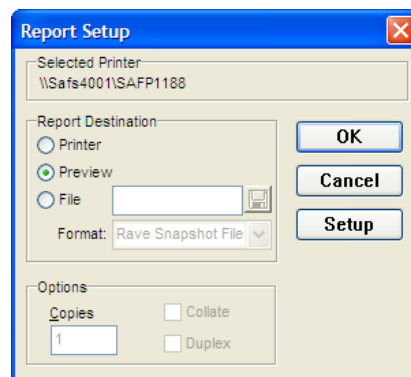 Report Setup
Selected Printer
\\Safs4001\SAFP1188
Report Destination
Printer
Preview
File
Format: Rave Snapshot File
OK
Cancel
Setup
Options
Copies
1
Collate
Duplex